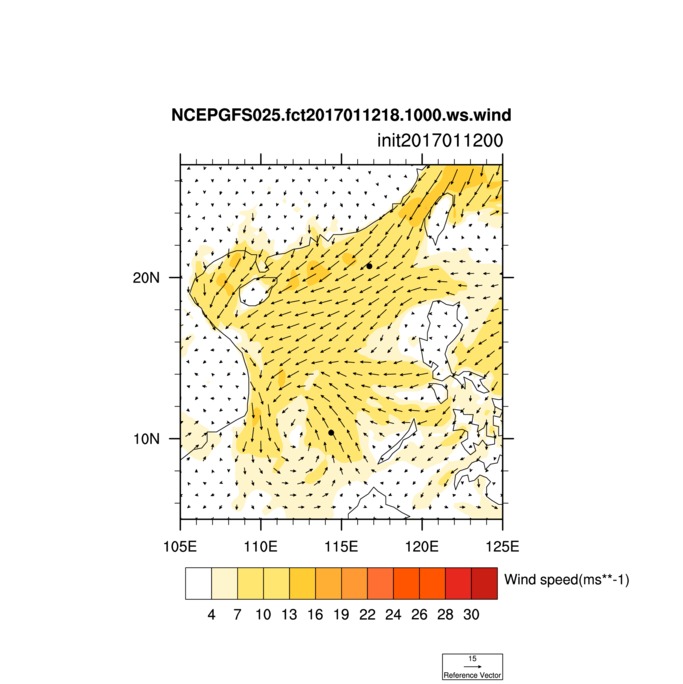 NCEPGFS025.fct2017011218.1000.ws.wind
init2017011200
20N
10N
105E 110E 115E 120E 125E
Wind speed(ms**-1)
4 7 10 13 16 19 22 24 26 28 30
15
Reference Vector